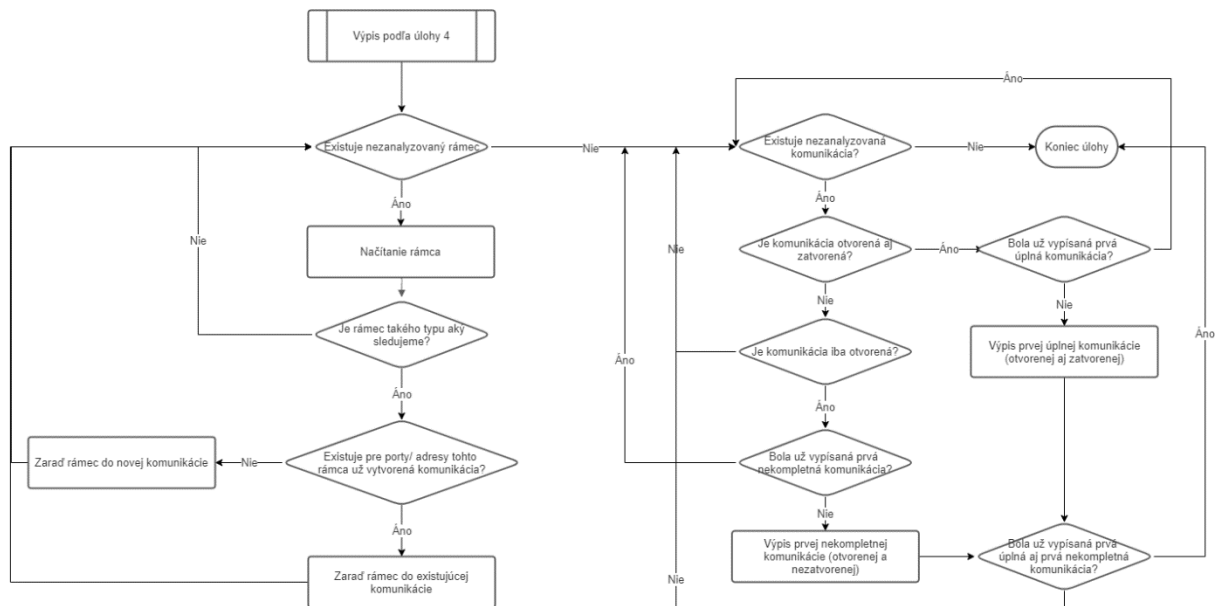 Výpis podľa úlohy 4
Existuje nezanalyzovaný rámec
Nie
Áno
Načítanie rámca
Nie
Je rámec takého typu aký
sledujeme?
Áno
Existuje pre porty/ adresy tohto
rámca už vytvorená komunikácia?
Nie
Zaraď rámec do novej komunikácie
Áno
Zaraď rámec do existujúcej
komunikácie
Áno
Existuje nezanalyzovaná
komunikácia?
Nie
Koniec úlohy
Áno
Je komunikácia otvorená aj
zatvorená?
Áno
Bola už vypísaná prvá
úplná komunikácia?
Nie
Nie
Nie
Je komunikácia iba otvorená?
Výpis prvej úplnej komunikácie
(otvorenej aj zatvorenej)
Áno
Áno
Áno
Bola už vypísaná prvá
nekompletná komunikácia?
Nie
Výpis prvej nekompletnej
komunikácie (otvorenej a
nezatvorenej)
Bola už vypísaná prvá
úplná aj prvá nekompletná
komunikácia?
Nie